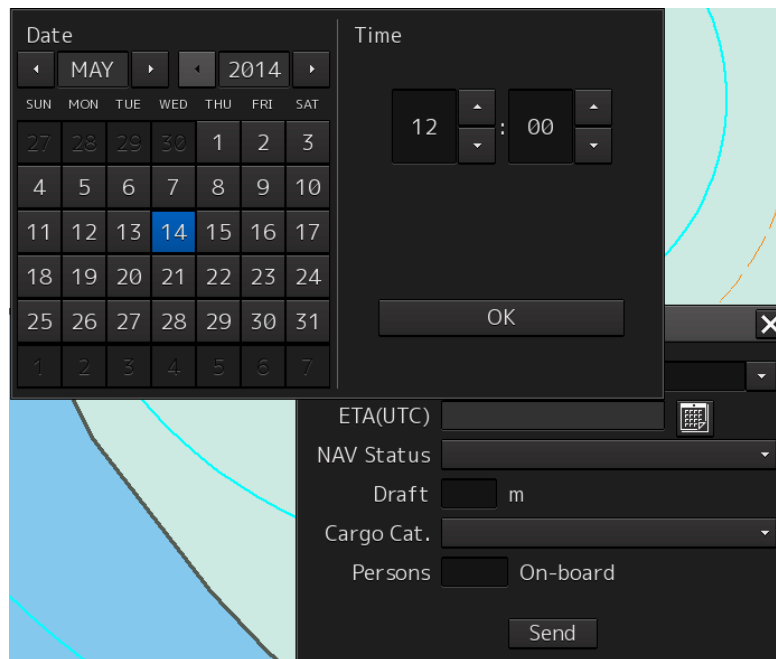 Date
Time
MAY 2014
SUN MON TUE WED THU FRI SAT
27 28 29 30 1 2 3
12 : 00
4 5 6 7 8 9 10
11 12 13 14 15 16 17
18 19 20 21 22 23 24
25 26 27 28 29 30 31
OK
1 2 3 4 5 6 7
ETA(UTC)
NAV Status
Draft m
Cargo Cat.
Persons On-board
Send